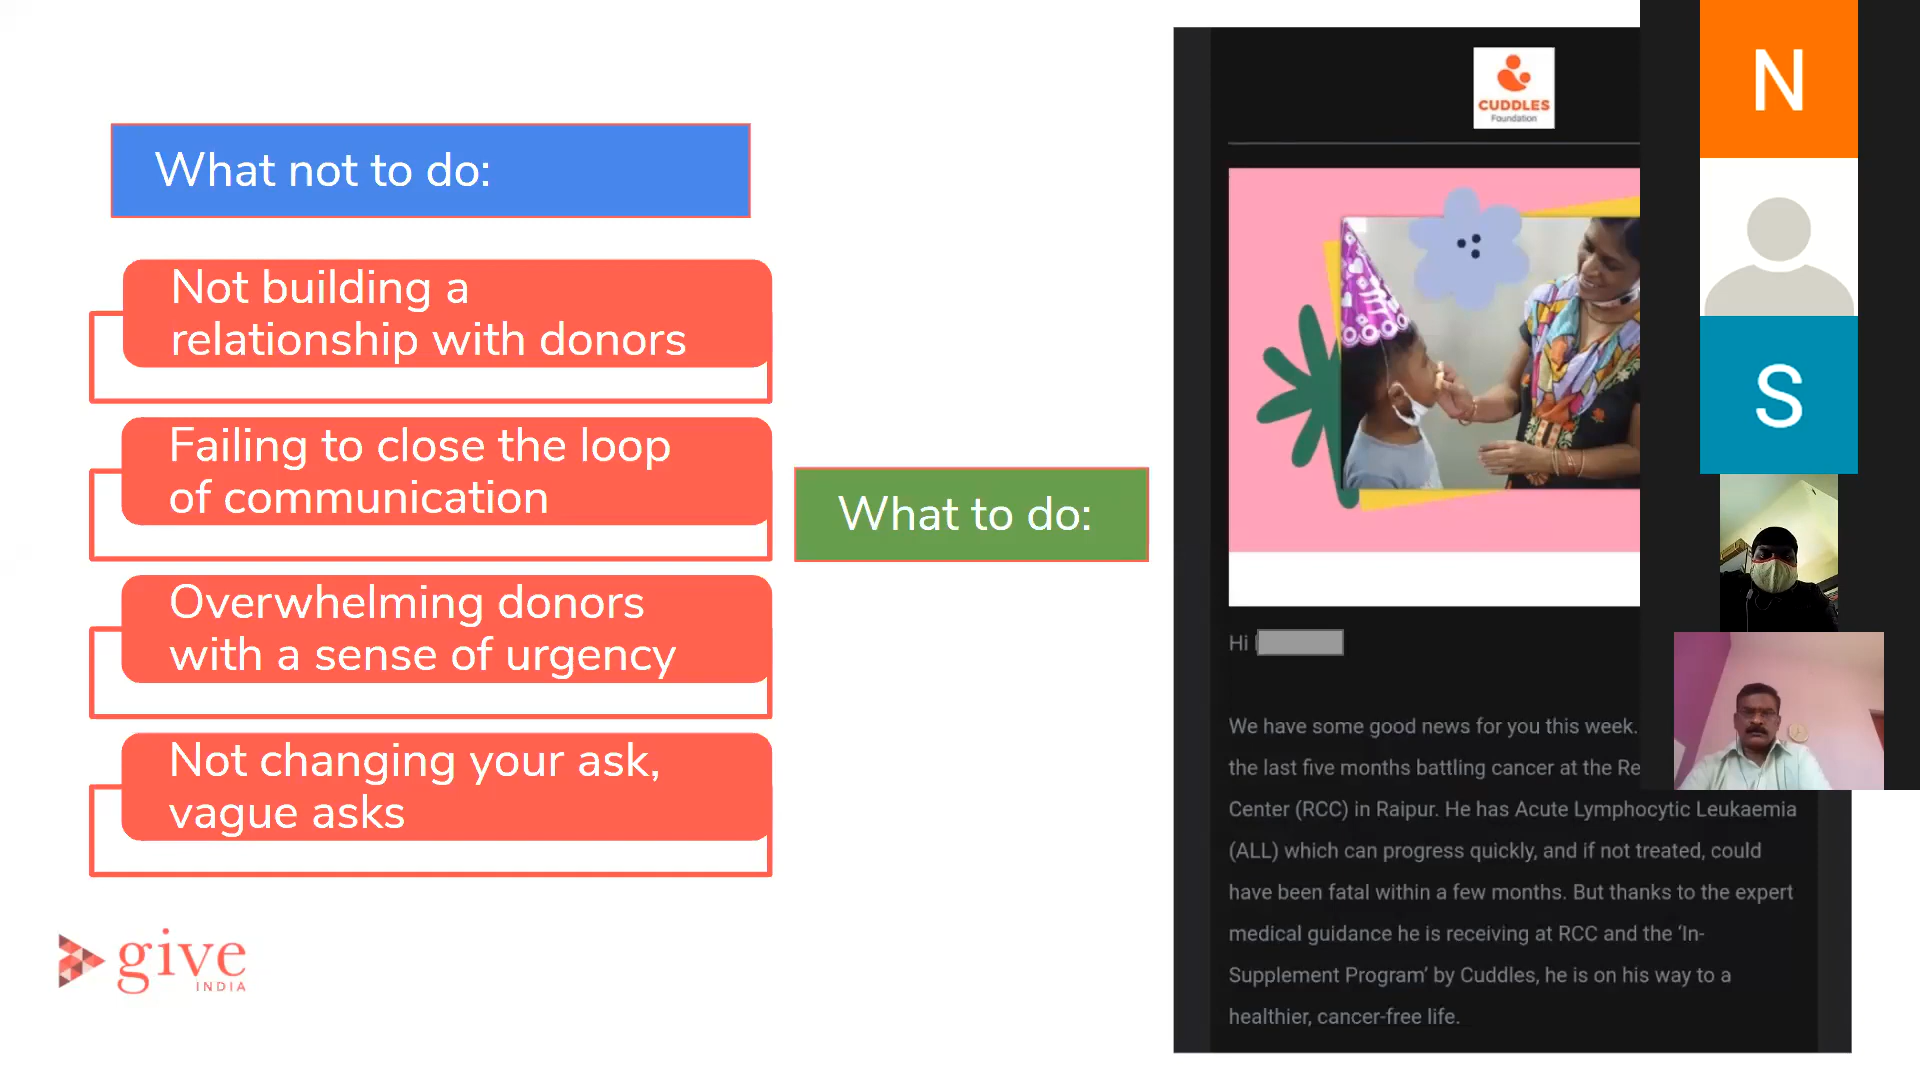 What not to do:
Not building a
relationship with donors
Failing to close the loop
of communication
Overwhelming donors
with a sense of urgency
Not changing your ask,
vague asks
give
INDIA
What to do:
CUDDLES
Foundation
Hi
We have some good news for you this week.
the last five months battling cancer at the Re
Center (RCC) in Raipur. He has Acute Lymphocytic Leukaemia
(ALL) which can progress quickly, and if not treated, could
have been fatal within a few months. But thanks to the expert
medical guidance he is receiving at RCC and the ‘In-
Supplement Program’ by Cuddles, he is on his way to a
healthier, cancer-free life.
N
S